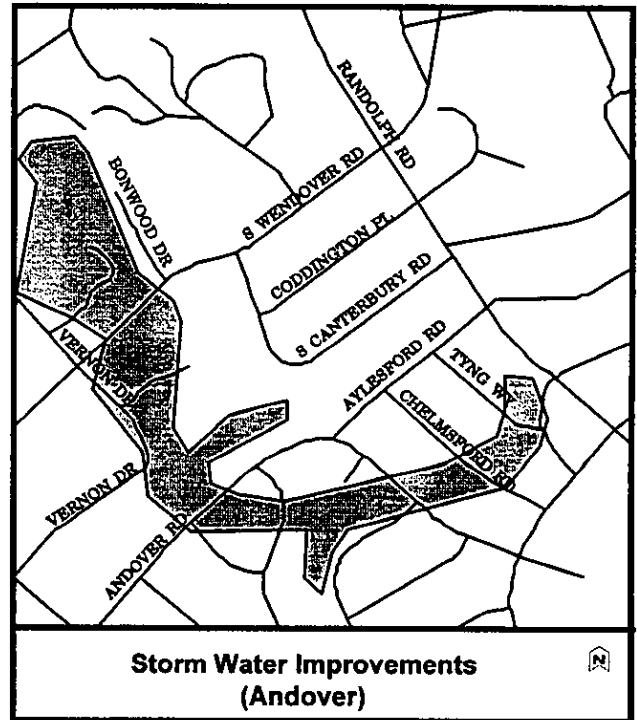 RANDOLPH RD
BONWOOD DR
S WENDOVER RD
CODDINGTON PL
S CANTERBURY RD
AYLESFORD RD
TYNG WY
VERNON DR
CHELMSFORD RD
VERNON DR
ANDOVER RD
Storm Water Improvements
(Andover)
N